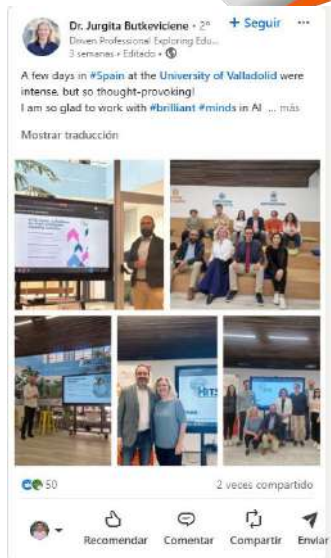 Dr. Jurgita Butkeviciene • 2º
+ Seguir
Driven Professional Exploring Edu...
3 semanas • Editado •
A few days in #Spain at the University of Valladolid were
intense, but so thought-provoking!
I am so glad to work with #brilliant #minds in AI ... más
Mostrar traducción
HiTS
50
2 veces compartido
Recomendar
Comentar
Compartir
Enviar